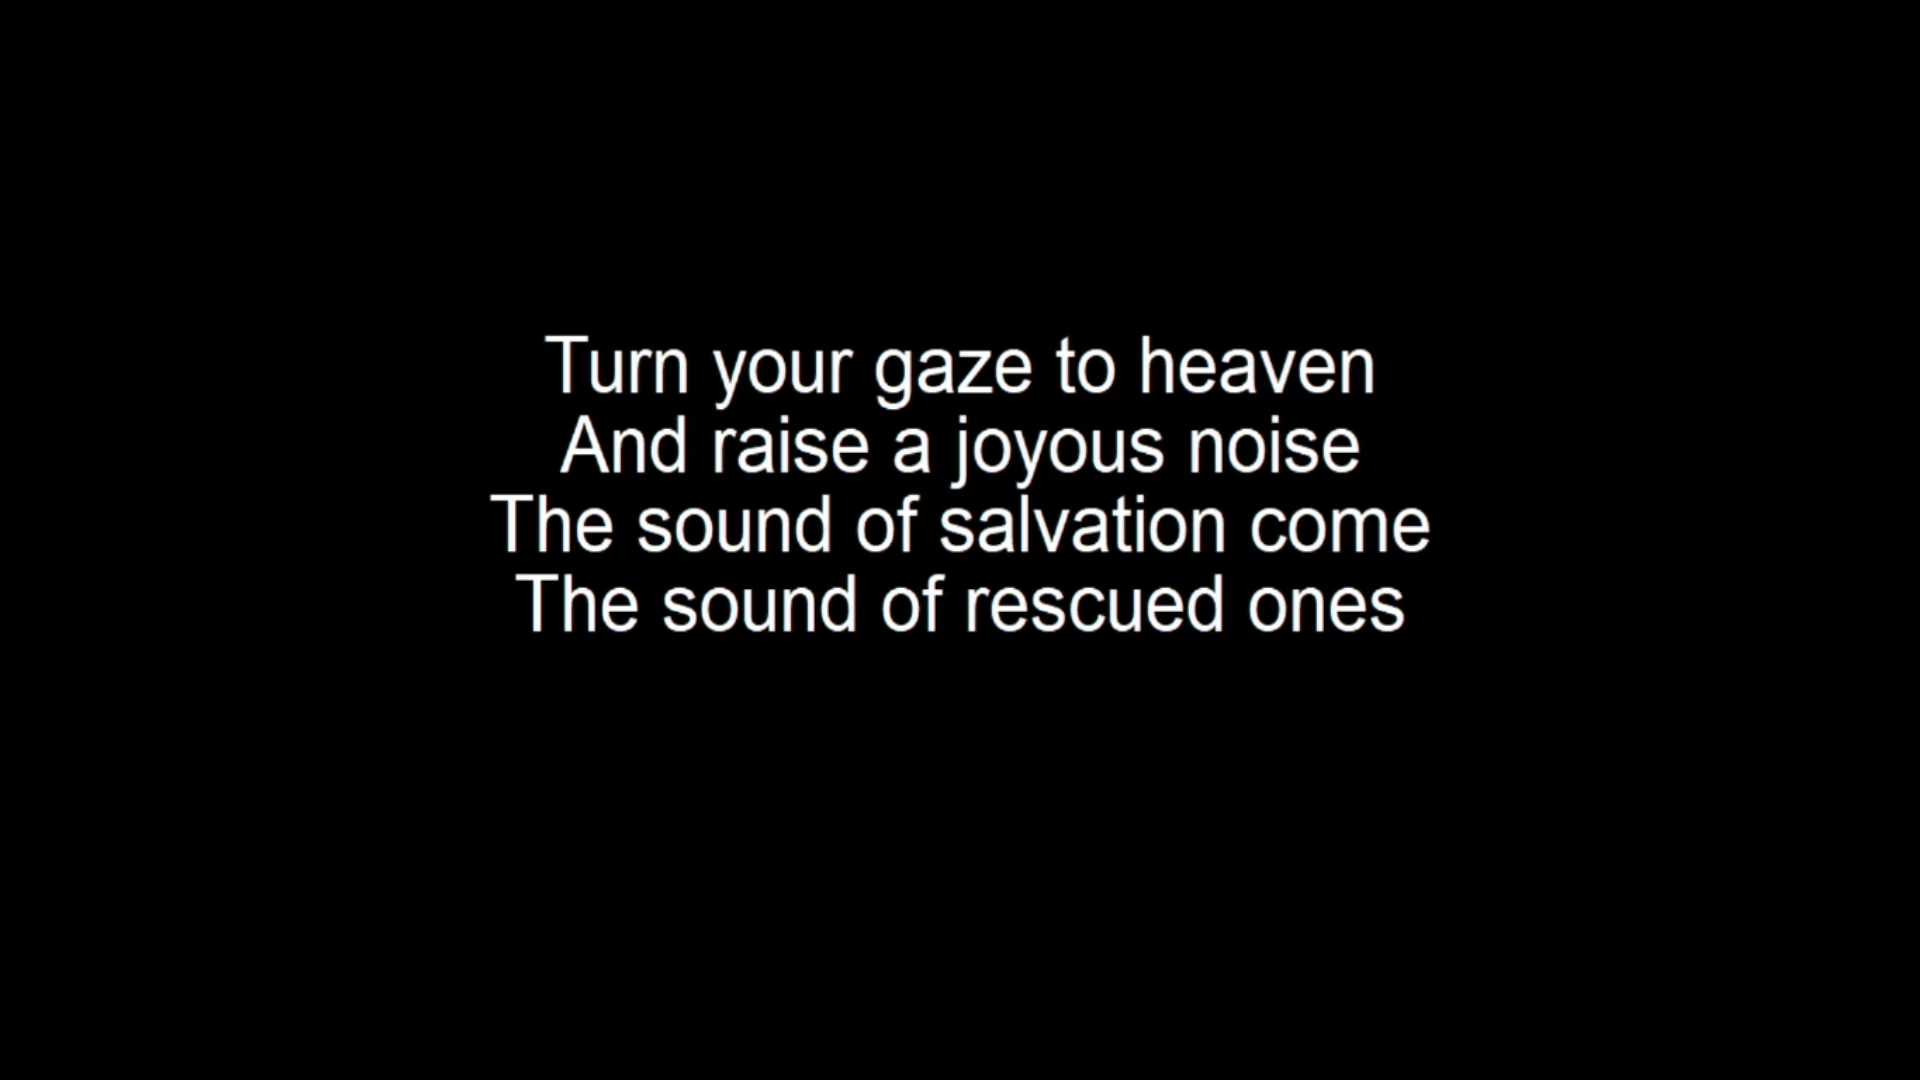 Turn your gaze to heaven
And raise a joyous noise
The sound of salvation come
The sound of rescued ones